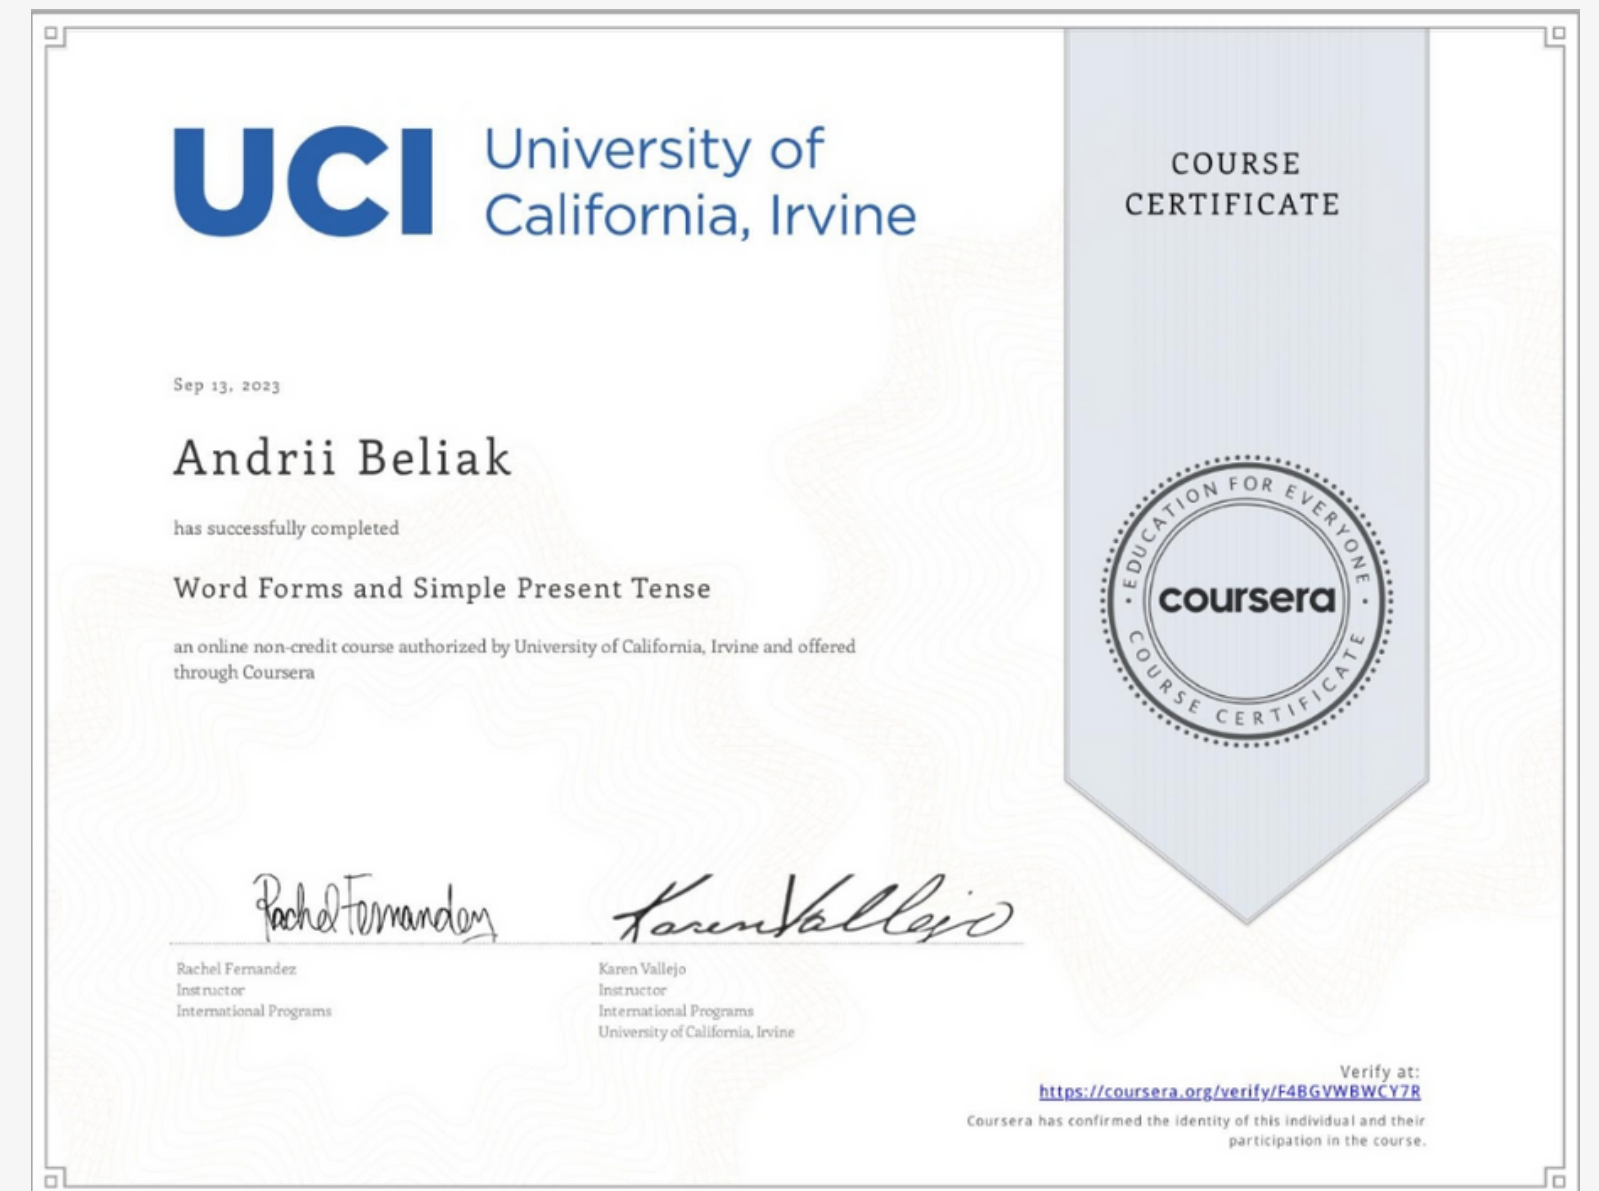 UCI
University of
California, Irvine
COURSE
CERTIFICATE
Sep 13, 2023
Andrii Beliak
has successfully completed
Word Forms and Simple Present Tense
an online non-credit course authorized by University of California, Irvine and offered
through Coursera
EDUCATION FOR EVERYONE
coursera
COURSE CERTIFICATE
Rachel Fernandez
Karen Vallejo
Rachel Fernandez
Instructor
International Programs
Karen Vallejo
Instructor
International Programs
University of California, Irvine
Verify at:
https://coursera.org/verify/F4BGVWBWCY7R
Coursera has confirmed the identity of this individual and their
participation in the course.